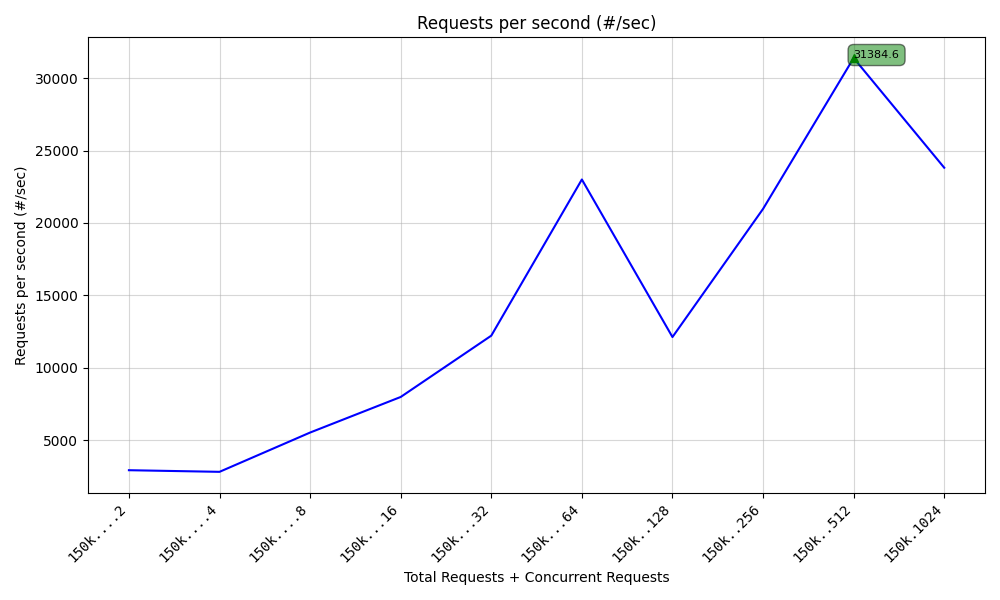 Requests per second (#/sec)
31384.6
30000
25000
20000
15000
10000
5000
Requests per second (#/sec)
150k....2
150k....4
150k....8
150k...16
150k...32
150k...64
150k..128
150k..256
150k..512
150k.1024
Total Requests + Concurrent Requests